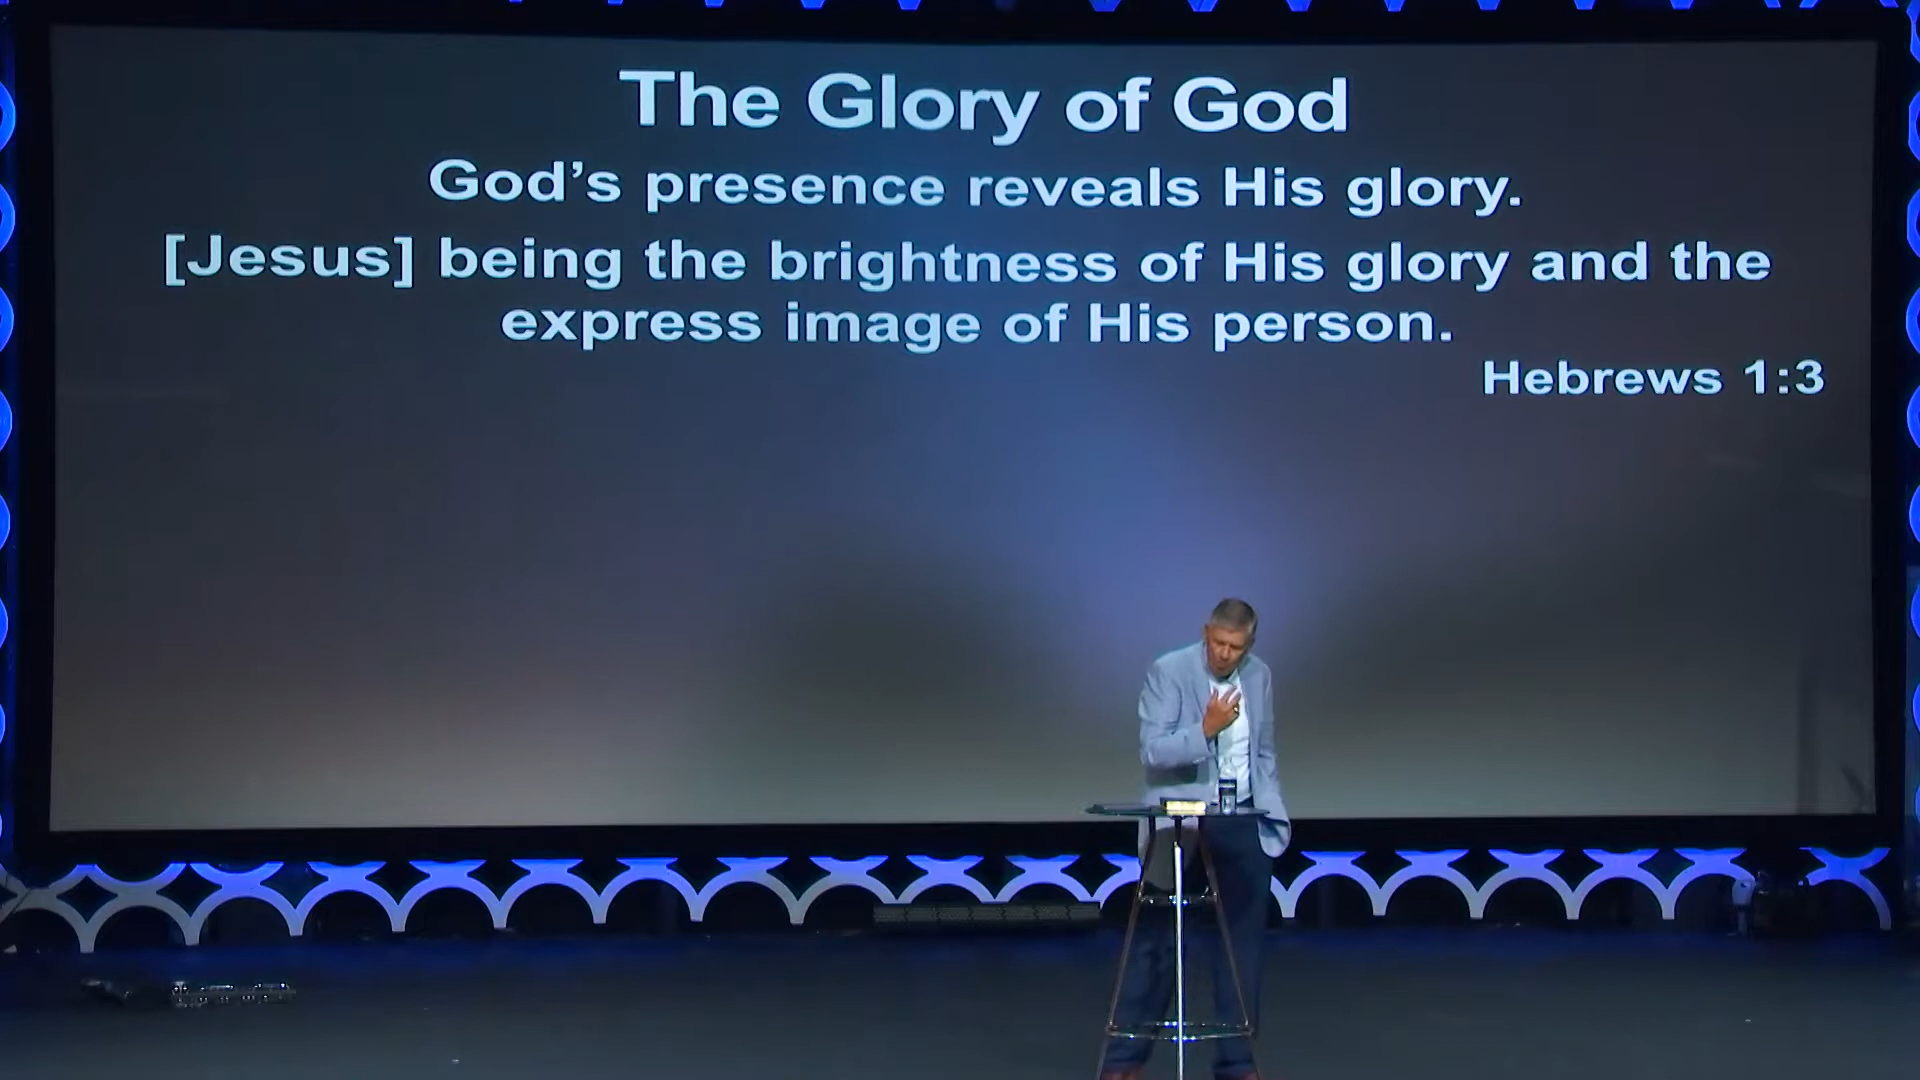 The Glory of God
God’s presence reveals His glory.
[Jesus] being the brightness of His glory and the
express image of His person.
Hebrews 1:3